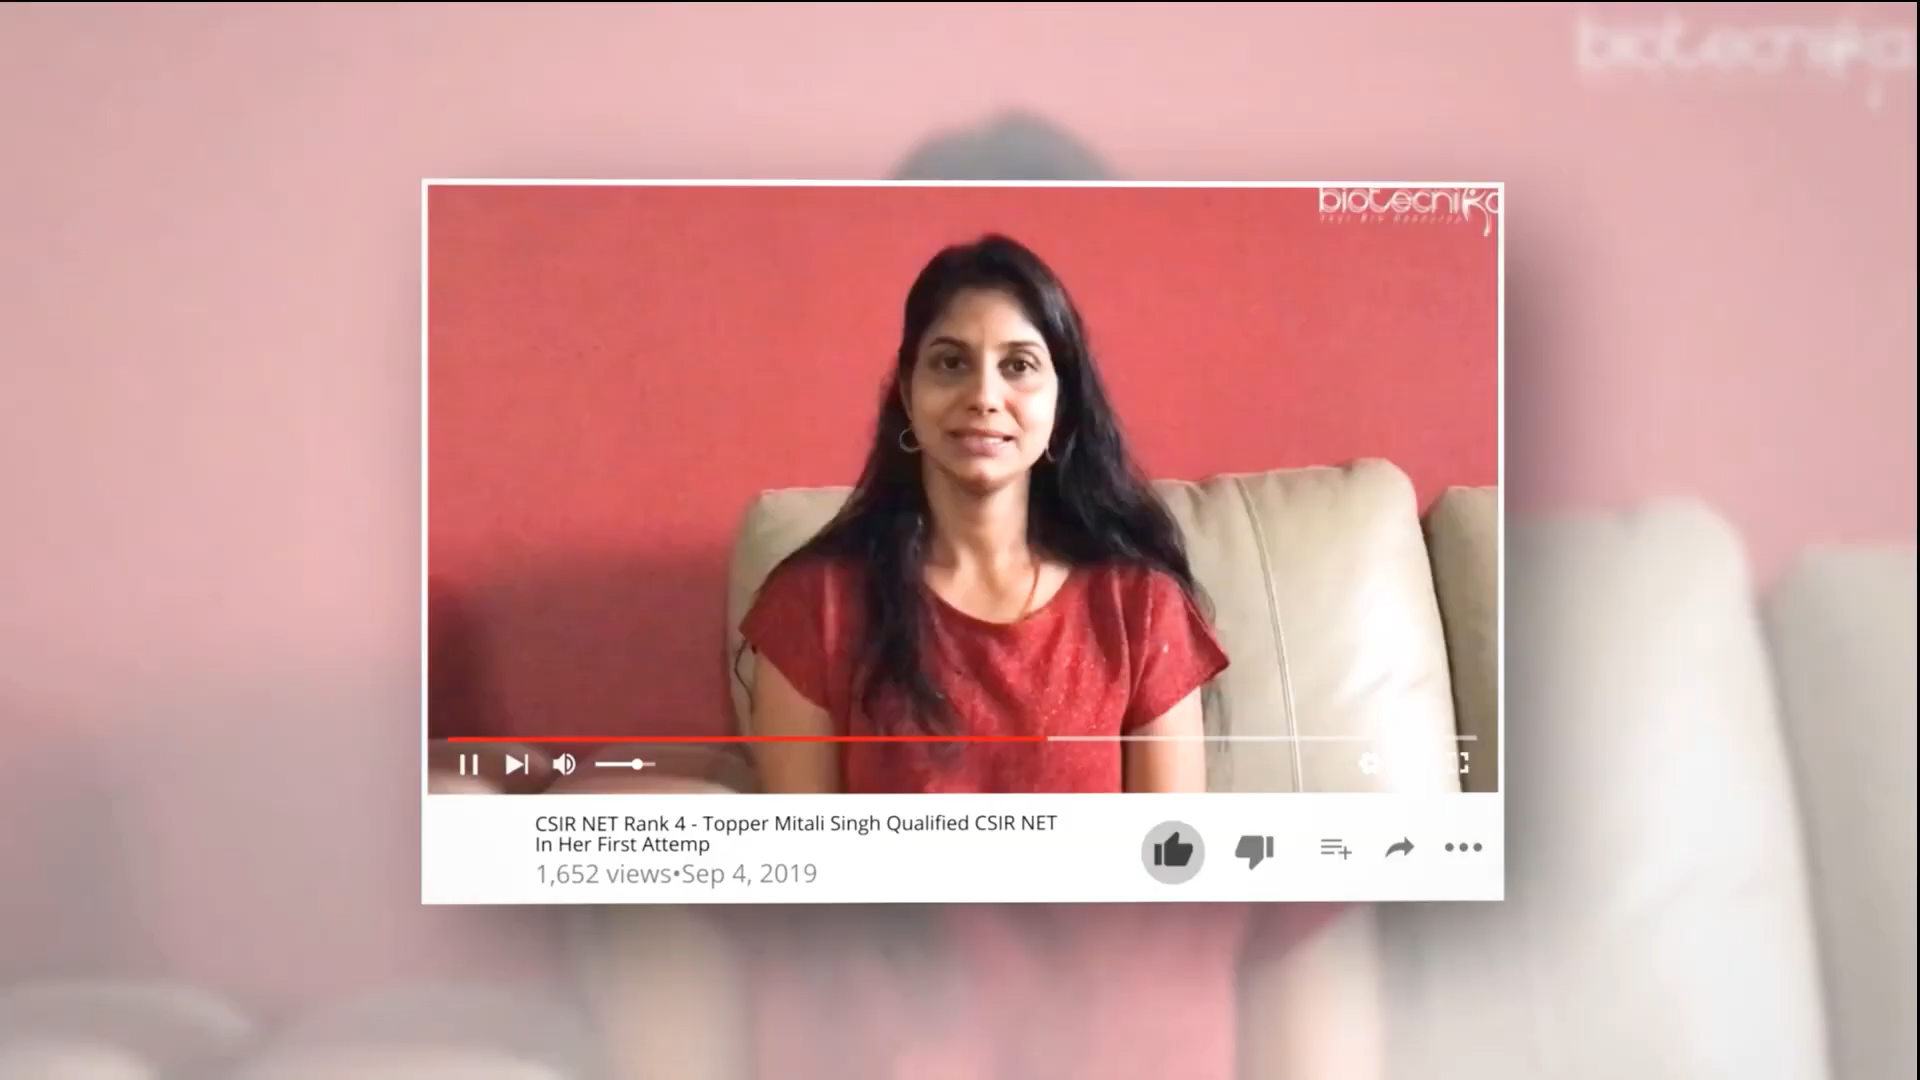 biotecnika
biotecnika
CSIR NET Rank 4 - Topper Mitali Singh Qualified CSIR NET
In Her First Attemp
1,652 views•Sep 4, 2019